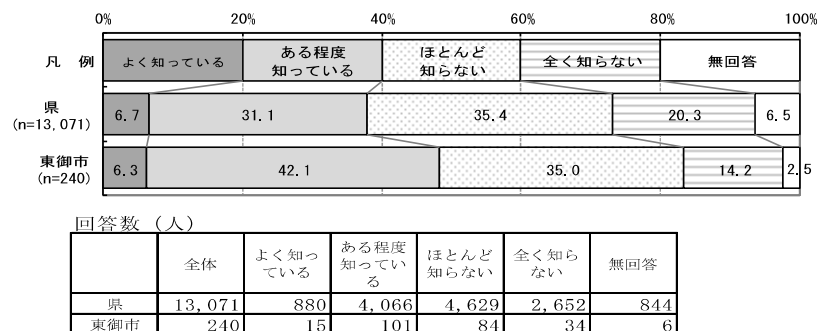 0% 20% 40% 60% 80% 100%
凡 例 よく知っている ある程度 知っている ほとんど 知らない 全く知らない 無回答
県
(n=13,071)
6.7 31.1 35.4 20.3 6.5
東御市
(n=240)
6.3 42.1 35.0 14.2 2.5
回答数（人）
全体 よく知っ ている ある程度 知ってい る ほとんど 知らない 全く知ら ない 無回答
県 13,071 880 4,066 4,629 2,652 844
東御市 240 15 101 84 34 6